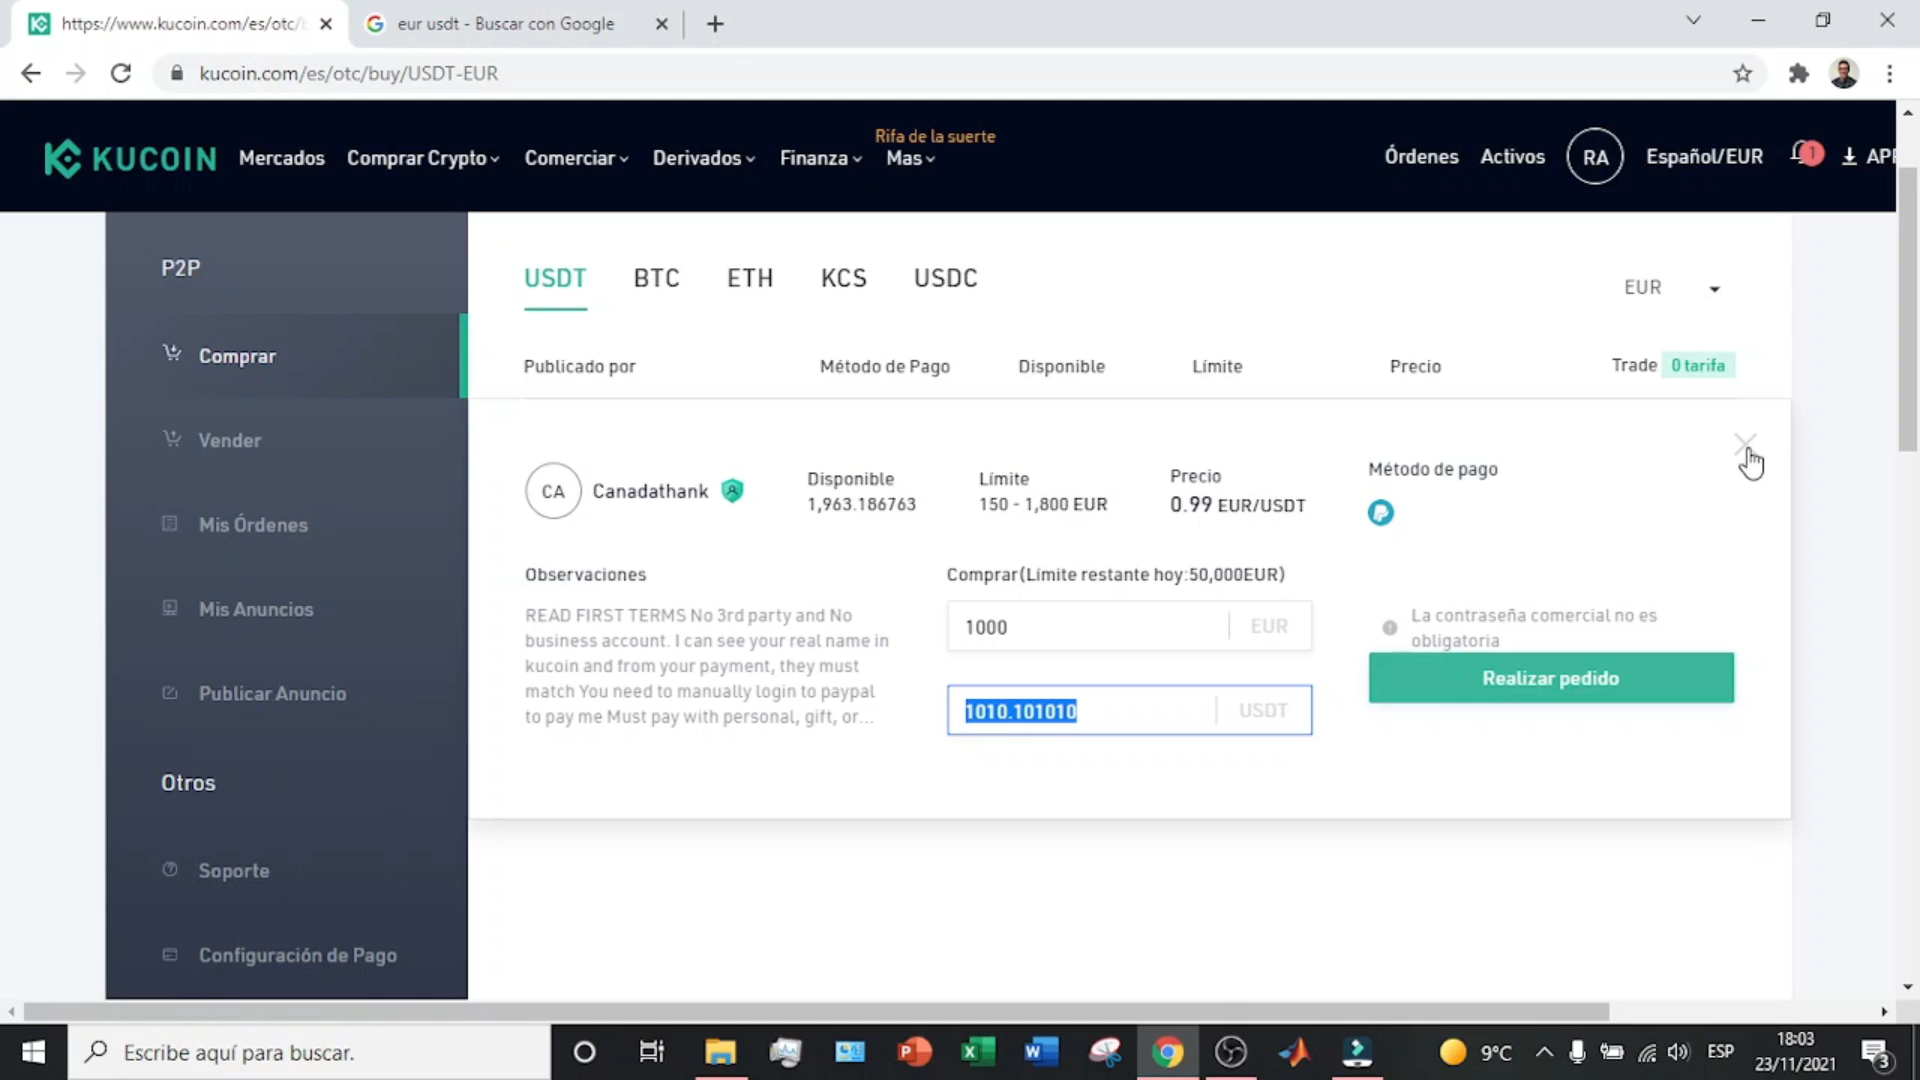 https://www.kucoin.com/es/otc/
eur usdt - Buscar con Google
kucoin.com/es/otc/buy/USDT-EUR
KUCOIN
Mercados
Comprar Crypto
Comerciar
Derivados
Finanza
Rifa de la suerte
Mas
Órdenes
Activos
RA
Español/EUR
1
APP
P2P
Comprar
Vender
Mis Órdenes
Mis Anuncios
Publicar Anuncio
Otros
Soporte
Configuración de Pago
USDT
BTC
ETH
KCS
USDC
EUR
Publicado por
Método de Pago
Disponible
Límite
Precio
Trade 0 tarifa
CA
Canadathank
Disponible
1,963.186763
Límite
150 - 1,800 EUR
Precio
0.99 EUR/USDT
Método de pago
Observaciones
READ FIRST TERMS No 3rd party and No
business account. I can see your real name in
kucoin and from your payment, they must
match You need to manually login to paypal
to pay me Must pay with personal, gift, or...
Comprar(Límite restante hoy:50,000EUR)
1000 EUR
1010.101010 USDT
La contraseña comercial no es
obligatoria
Realizar pedido
Escribe aquí para buscar.
9°C
ESP
18:03
23/11/2021
3